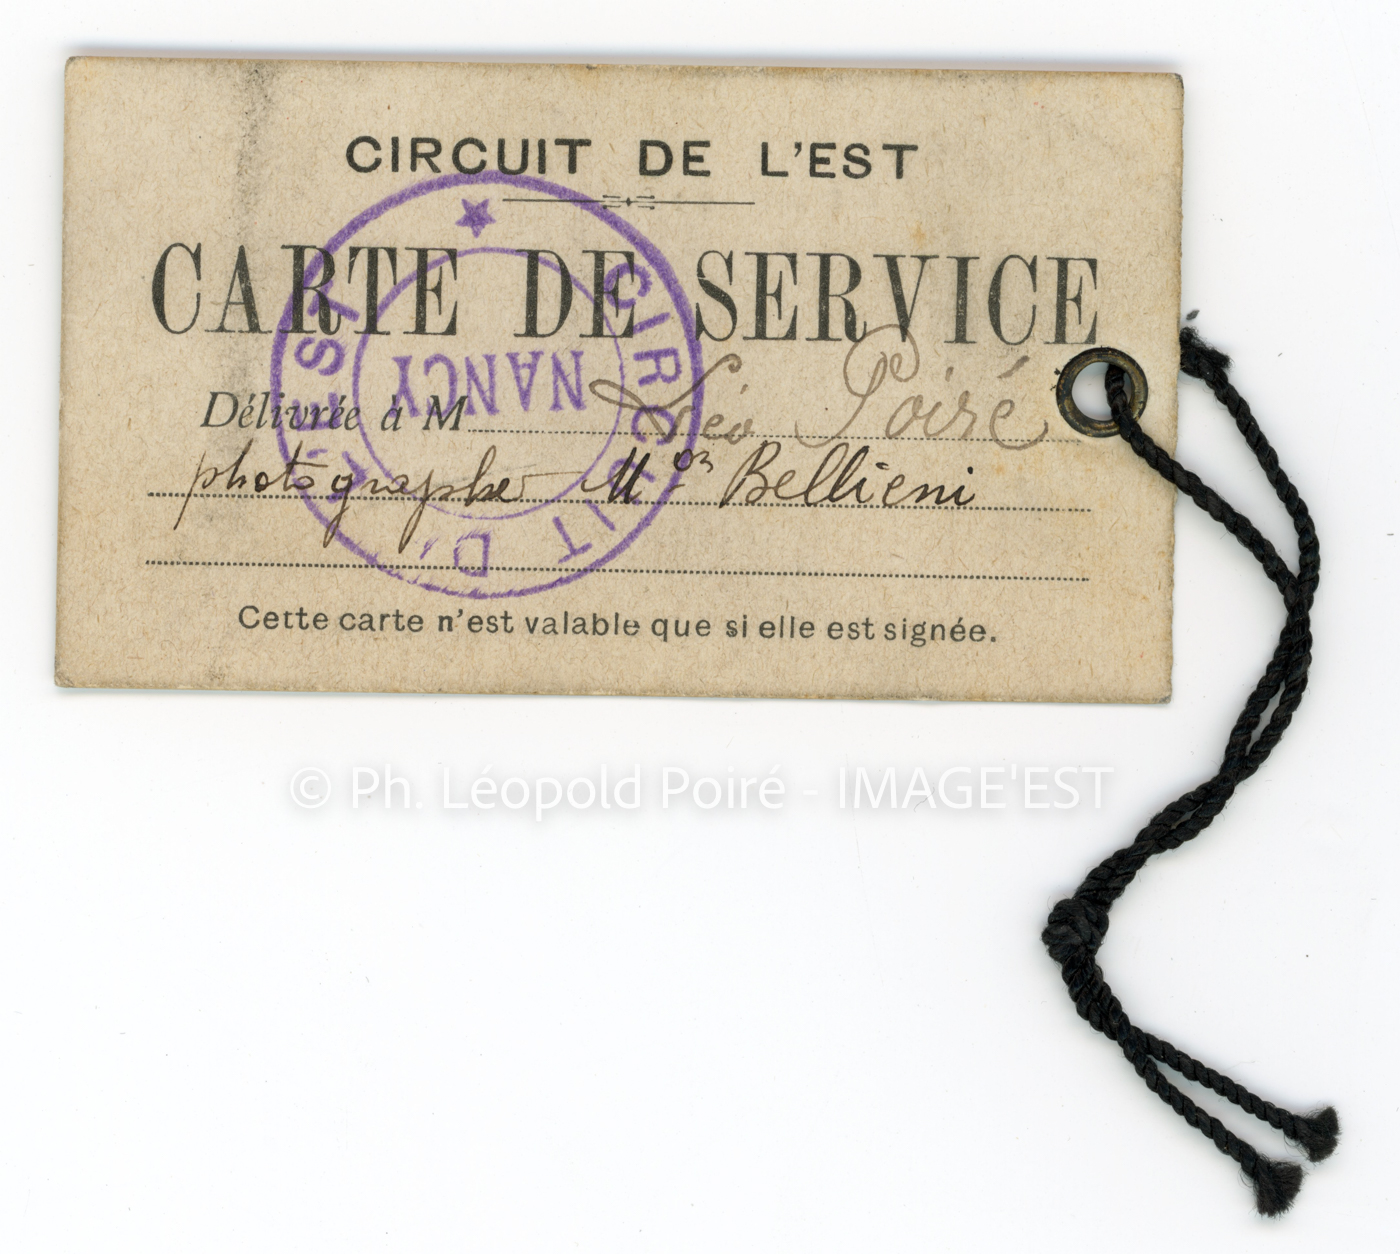 CIRCUIT DE L'EST
CARTE DE SERVICE
Délivrée à M Léo Poiré
photographe Mon Bellieni
Cette carte n'est valable que si elle est signée.
CIRCUIT DE L'EST
NANCY
© Ph. Léopold Poiré - IMAGE'EST